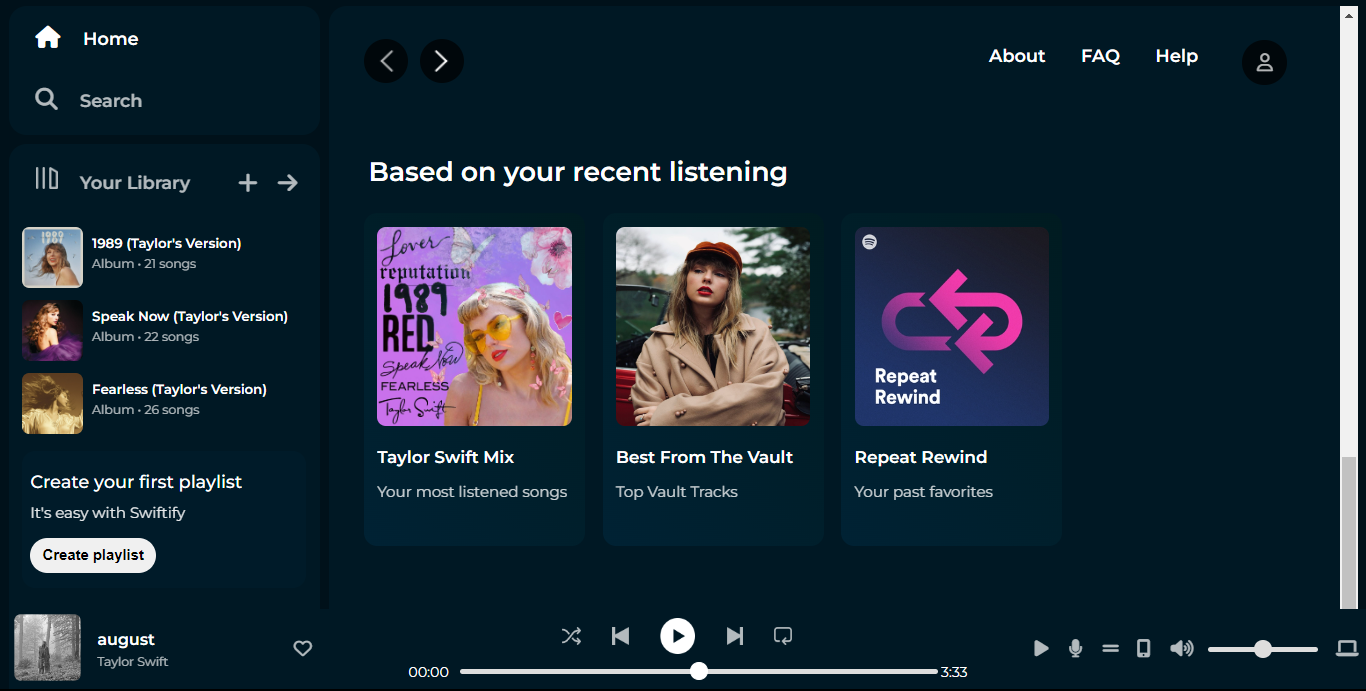 Home
Search
Your Library
1989 (Taylor's Version)
Album • 21 songs
Speak Now (Taylor's Version)
Album • 22 songs
Fearless (Taylor's Version)
Album • 26 songs
Create your first playlist
It's easy with Swiftify
Create playlist
About FAQ Help
Based on your recent listening
Lover
reputation
1989
RED
Speak Now
FEARLESS
Taylor Swift
Taylor Swift Mix
Your most listened songs
Best From The Vault
Top Vault Tracks
Repeat
Rewind
Repeat Rewind
Your past favorites
august
Taylor Swift
00:00
3:33